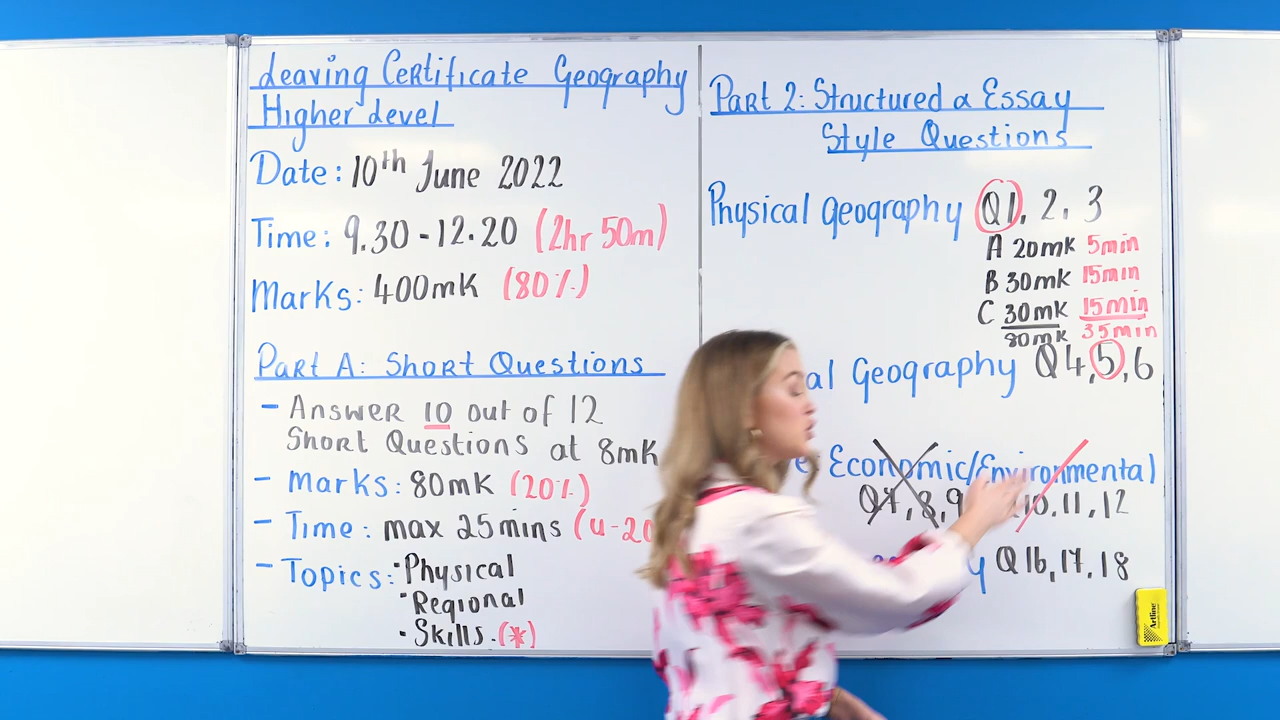 Leaving Certificate Geography
Higher Level
Date: 10th June 2022
Time: 9.30 - 12.20 (2hr 50m)
Marks: 400mk (80%)
Part A: Short Questions
- Answer 10 out of 12
Short Questions at 8mk
- Marks: 80mk (20%)
- Time: max 25mins
- Topics: • Physical
• Regional
• Skills. (*)
Part 2: Structured & Essay
Style Questions
Physical Geography Q1, 2, 3
A 20mk 5min
B 30mk 15min
C 30mk 15min
80mk 35min
Geography Q4, 5, 6
Economic/Environmental
Q7, 8, 9 10, 11, 12
Q16, 17, 18
Artline